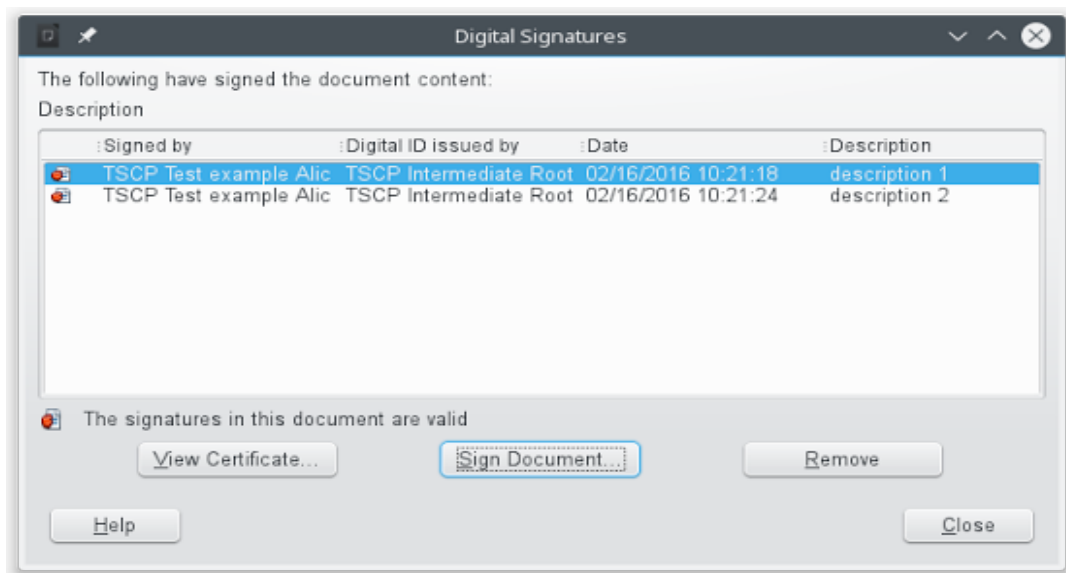 Digital Signatures
The following have signed the document content:
Description
Signed by Digital ID issued by Date Description
TSCP Test example Alic TSCP Intermediate Root 02/16/2016 10:21:18 description 1
TSCP Test example Alic TSCP Intermediate Root 02/16/2016 10:21:24 description 2
The signatures in this document are valid
View Certificate... Sign Document... Remove
Help Close